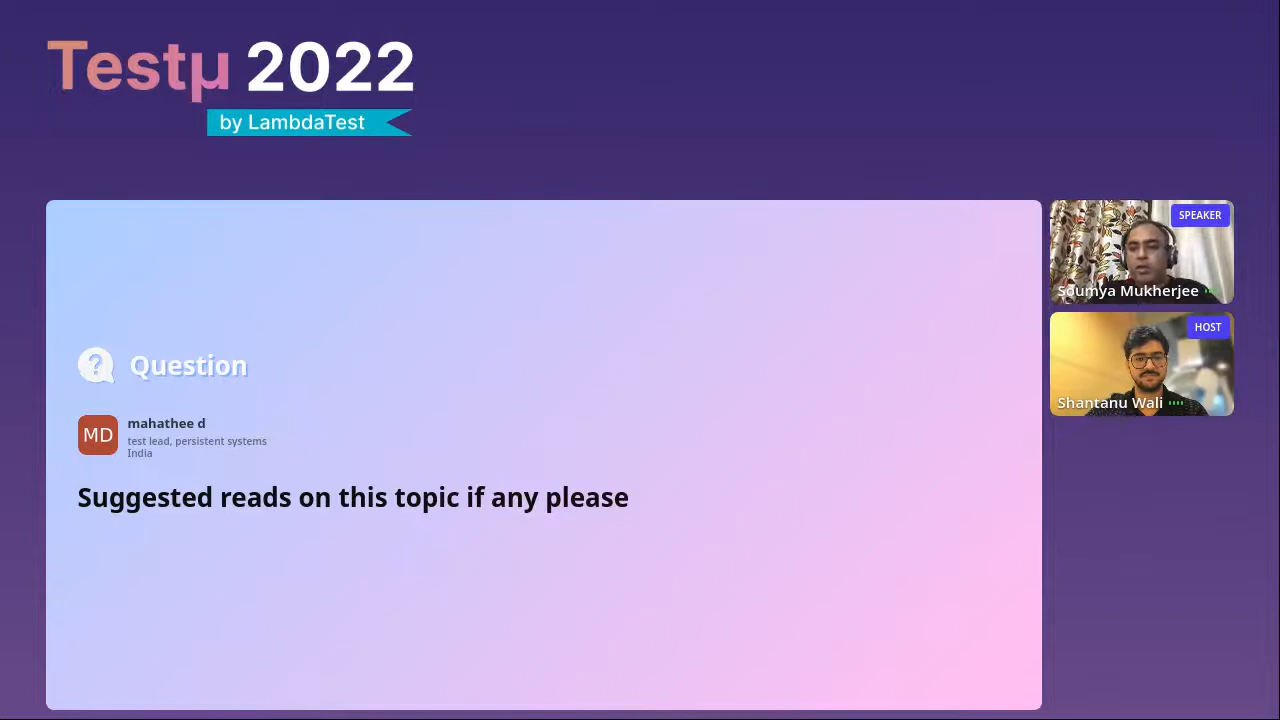 Testμ 2022
by LambdaTest
SPEAKER
Soumya Mukherjee
HOST
Shantanu Wali
? Question
MD
mahathee d
test lead, persistent systems
India
Suggested reads on this topic if any please